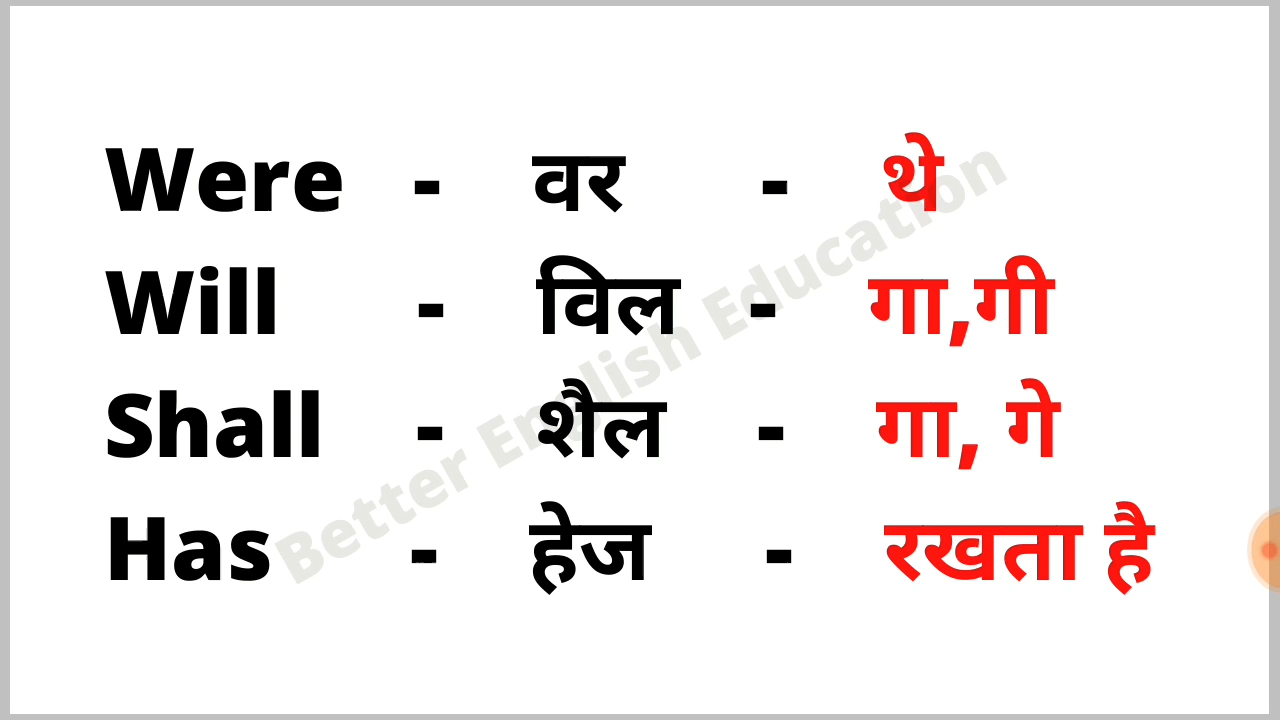 Were - वर - थे
Will - विल - गा,गी
Shall - शैल - गा, गे
Has - हेज - रखता है
Better English Education